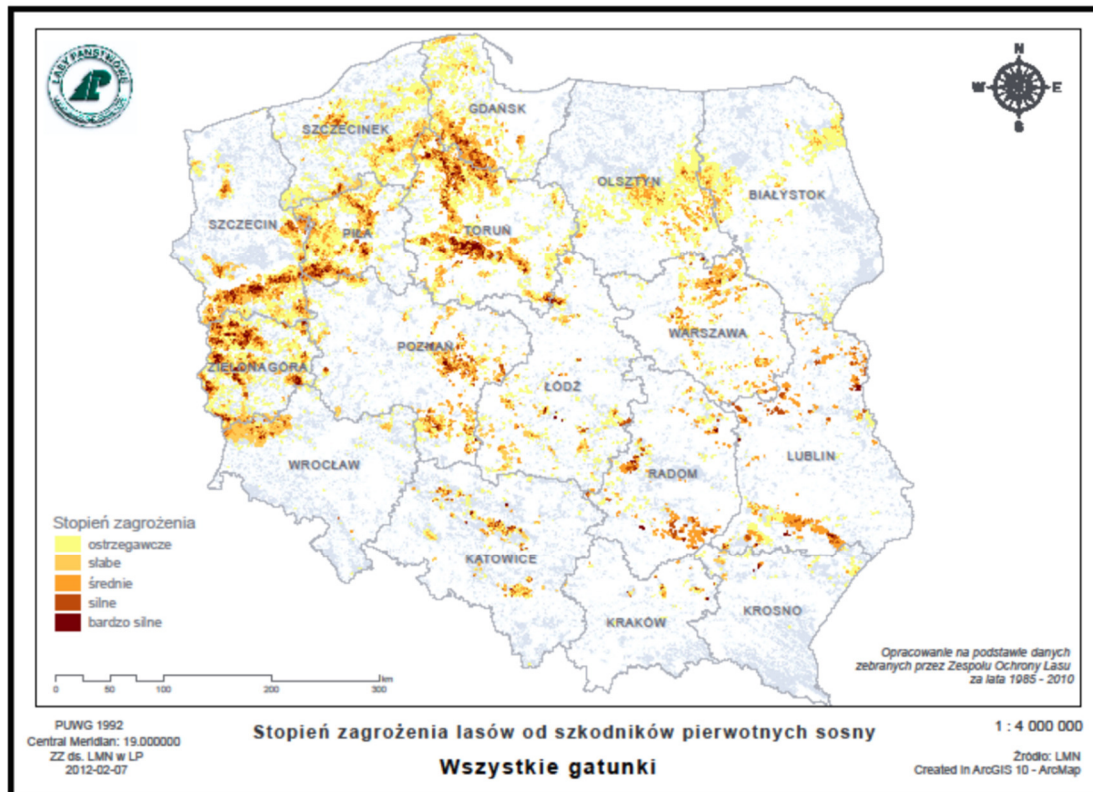 LASY PAŃSTWOWE
N
W E
S
GDAŃSK
SZCZECINEK
OLSZTYN
BIAŁYSTOK
SZCZECIN
PIŁA
TORUŃ
WARSZAWA
POZNAŃ
ZIELONA GÓRA
ŁÓDŹ
LUBLIN
WROCŁAW
RADOM
KATOWICE
KROSNO
KRAKÓW
Stopień zagrożenia
ostrzegawcze
słabe
średnie
silne
bardzo silne
km
0 50 100 200 300
Opracowanie na podstawie danych
zebranych przez Zespołu Ochrony Lasu
za lata 1985 - 2010
PUWG 1992
Central Meridian: 19.000000
ZZ ds. LMN w LP
2012-02-07
Stopień zagrożenia lasów od szkodników pierwotnych sosny
Wszystkie gatunki
1 : 4 000 000
Źródło: LMN
Created in ArcGIS 10 - ArcMap